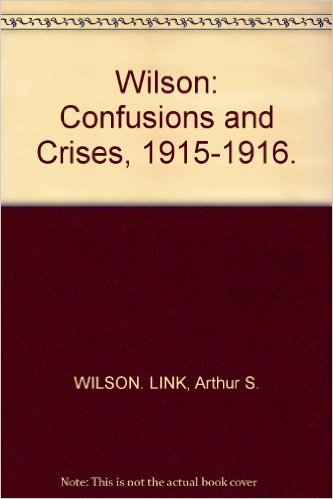 Wilson:
Confusions and
Crises, 1915-1916.
WILSON. LINK, Arthur S.
Note: This is not the actual book cover